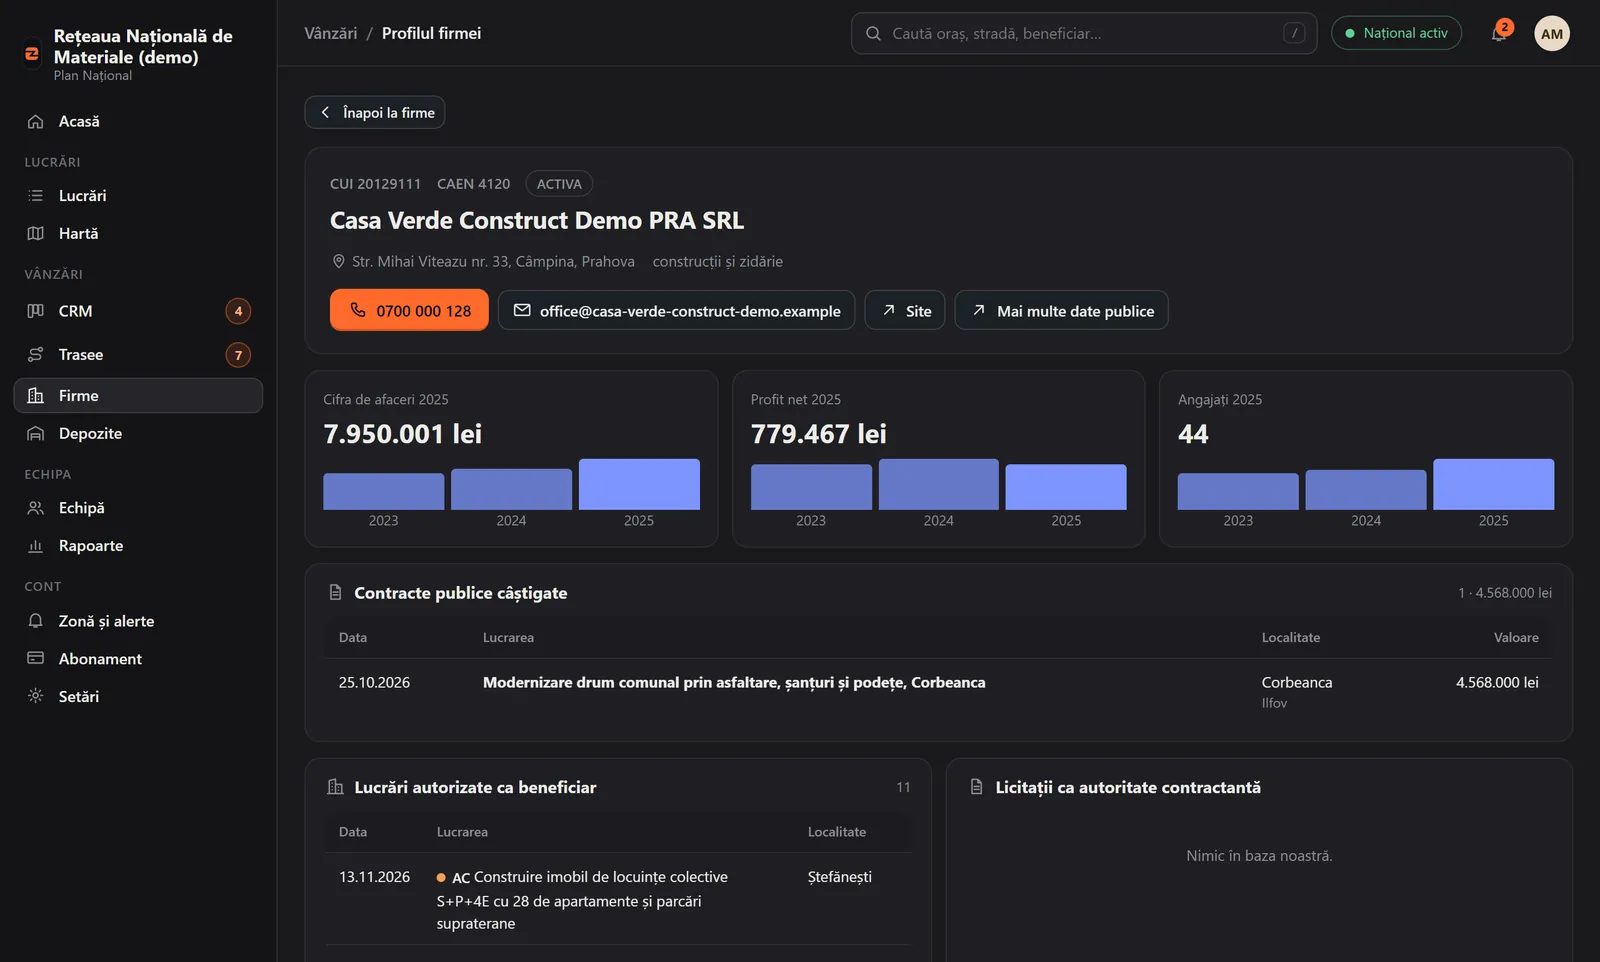 Rețeaua Națională de
Materiale (demo)
Plan Național
Acasă
LUCRĂRI
Lucrări
Hartă
VÂNZĂRI
CRM 4
Trasee 7
Firme
Depozite
ECHIPA
Echipă
Rapoarte
CONT
Zonă și alerte
Abonament
Setări
Vânzări / Profilul firmei
Caută oraș, stradă, beneficiar... /
Național activ
2
AM
Înapoi la firme
CUI 20129111 CAEN 4120 ACTIVA
Casa Verde Construct Demo PRA SRL
Str. Mihai Viteazu nr. 33, Câmpina, Prahova construcții și zidărie
0700 000 128
office@casa-verde-construct-demo.example
Site
Mai multe date publice
Cifra de afaceri 2025
7.950.001 lei
2023 2024 2025
Profit net 2025
779.467 lei
2023 2024 2025
Angajați 2025
44
2023 2024 2025
Contracte publice câștigate 1 · 4.568.000 lei
Data Lucrarea Localitate Valoare
25.10.2026 Modernizare drum comunal prin asfaltare, șanțuri și podețe, Corbeanca Corbeanca 4.568.000 lei
Ilfov
Lucrări autorizate ca beneficiar 11
Data Lucrarea Localitate
13.11.2026 AC Construire imobil de locuințe colective Ștefănești
S+P+4E cu 28 de apartamente și parcări
supraterane
Licitații ca autoritate contractantă
Nimic în baza noastră.